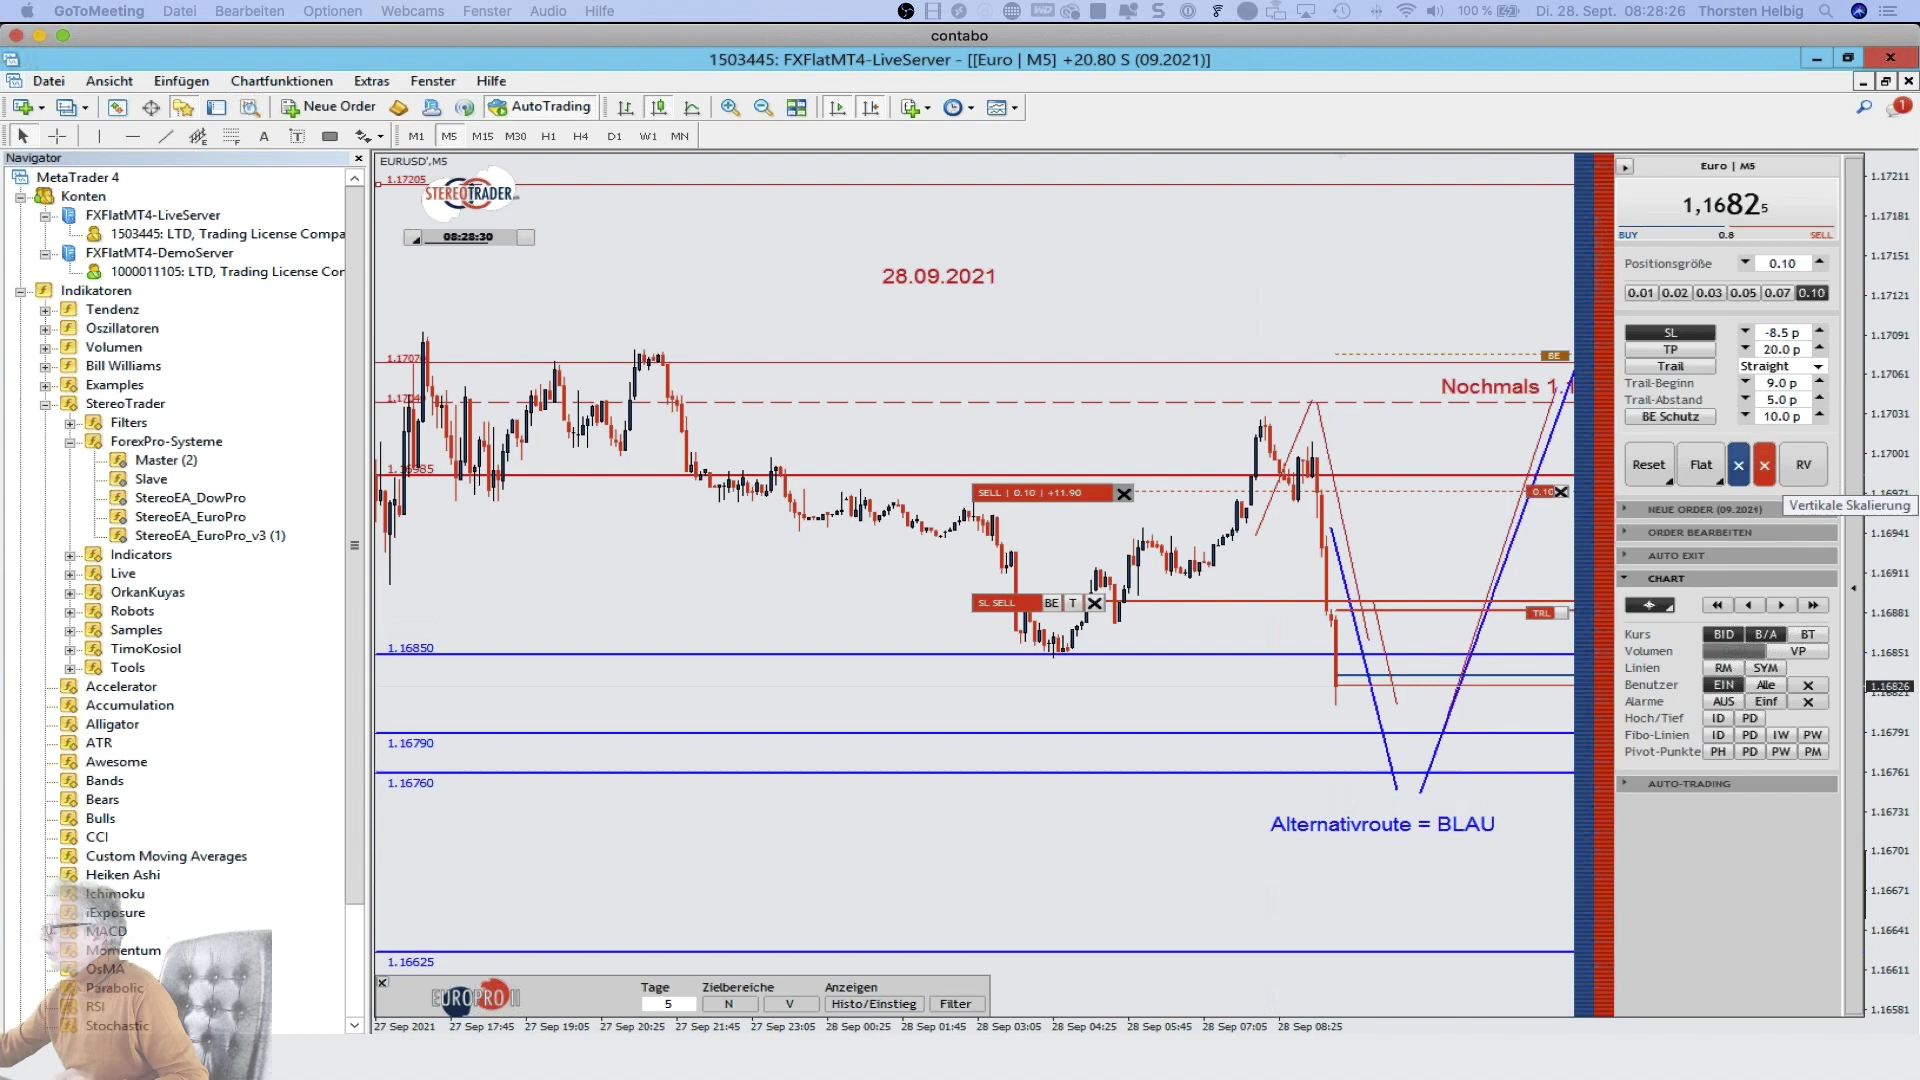 GoToMeeting Datei Bearbeiten Optionen Webcams Fenster Audio Hilfe 100 % Di. 28. Sept. 08:28:26 Thorsten Helbig
contabo
1503445: FXFlatMT4-LiveServer - [[Euro | M5] +20.80 S (09.2021)]
Datei Ansicht Einfügen Chartfunktionen Extras Fenster Hilfe
Neue Order AutoTrading 1
A T M1 M5 M15 M30 H1 H4 D1 W1 MN
Navigator
MetaTrader 4
Konten
FXFlatMT4-LiveServer
1503445: LTD, Trading License Compa
FXFlatMT4-DemoServer
1000011105: LTD, Trading License Cor
Indikatoren
Tendenz
Oszillatoren
Volumen
Bill Williams
Examples
StereoTrader
Filters
ForexPro-Systeme
Master (2)
Slave
StereoEA_DowPro
StereoEA_EuroPro
StereoEA_EuroPro_v3 (1)
Indicators
Live
OrkanKuyas
Robots
Samples
TimoKosiol
Tools
Accelerator
Accumulation
Alligator
ATR
Awesome
Bands
Bears
Bulls
CCI
Custom Moving Averages
Heiken Ashi
Ichimoku
iExposure
MACD
Momentum
OsMA
Parabolic
RSI
Stochastic
EURUSD',M5
1.17205
STEREOTRADER
08:28:30
28.09.2021
1.17070
BE
Nochmals 1.
1.17040
1.16985
SELL | 0.10 | +11.90
0.10
SL SELL BE T
TRL
1.16850
1.16790
1.16760
Alternativroute = BLAU
1.16625
EUROPRO II
Tage Zielbereiche Anzeigen
5 N V Histo/Einstieg Filter
27 Sep 2021 27 Sep 17:45 27 Sep 19:05 27 Sep 20:25 27 Sep 21:45 27 Sep 23:05 28 Sep 00:25 28 Sep 01:45 28 Sep 03:05 28 Sep 04:25 28 Sep 05:45 28 Sep 07:05 28 Sep 08:25
Euro | M5
1,16825
BUY 0.8 SELL
Positionsgröße 0.10
0.01 0.02 0.03 0.05 0.07 0.10
SL -8.5 p
TP 20.0 p
Trail Straight
Trail-Beginn 9.0 p
Trail-Abstand 5.0 p
BE Schutz 10.0 p
Reset Flat × × RV
Vertikale Skalierung
NEUE ORDER (09.2021)
ORDER BEARBEITEN
AUTO EXIT
CHART
Kurs BID B/A BT
Volumen VP
Linien RM SYM
Benutzer EIN Alle
Alarme AUS Einf
Hoch/Tief ID PD
Fibo-Linien ID PD IW PW
Pivot-Punkte PH PD PW PM
AUTO-TRADING
1.17211
1.17181
1.17151
1.17121
1.17091
1.17061
1.17031
1.17001
1.16971
1.16941
1.16911
1.16881
1.16851
1.16826
1.16791
1.16761
1.16731
1.16701
1.16671
1.16641
1.16611
1.16581